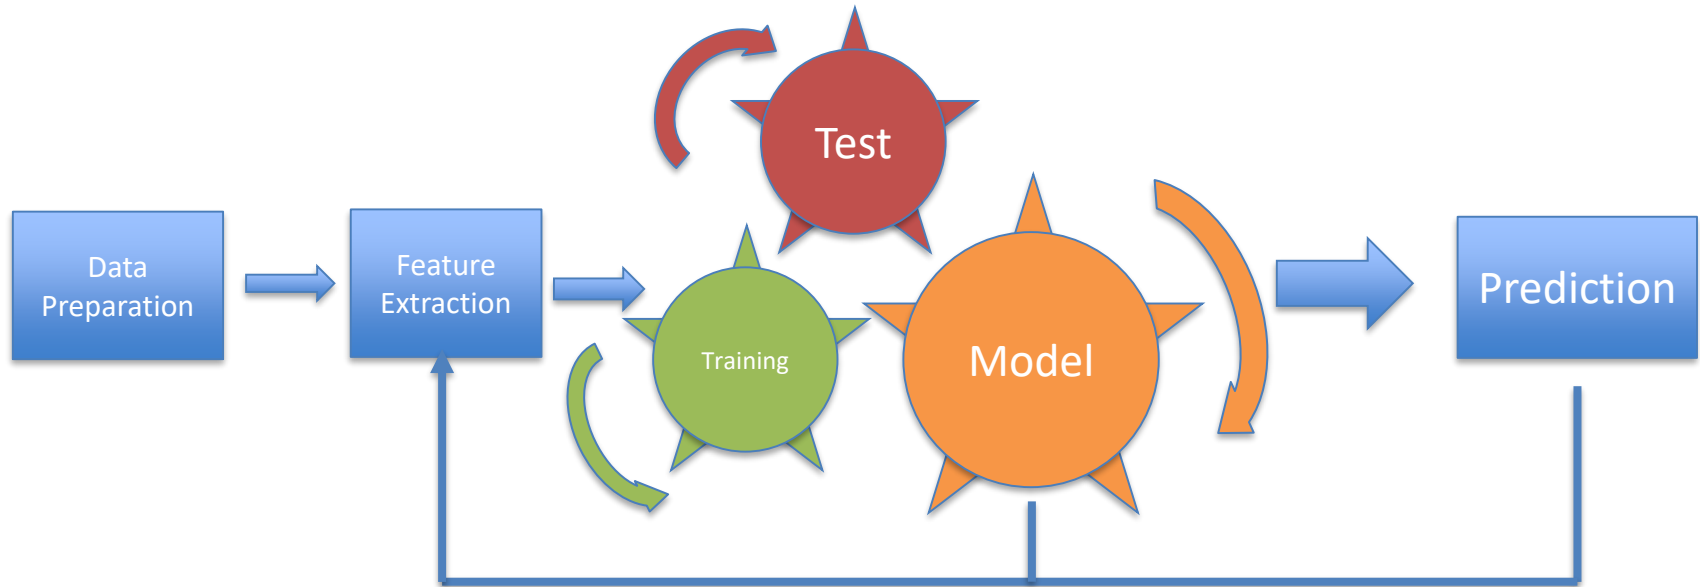 Test
Data
Preparation
Feature
Extraction
Training
Model
Prediction